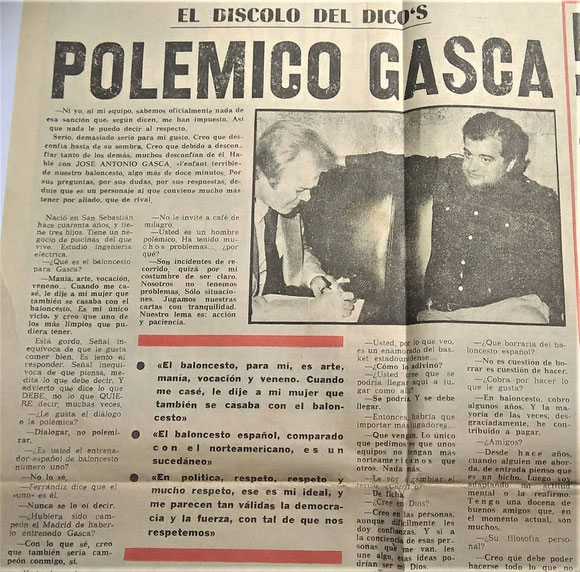 EL DISCOLO DEL DICO'S
POLEMICO GASCA
—Ni yo, ni mi equipo, sabemos oficialmente nada de
esa sanción que, según dicen, me han impuesto. Así
que nada le puedo decir al respecto.
Serio, demasiado serio para mi gusto. Creo que des-
confía hasta de su sombra. Creo que debido a descon-
fiar tanto de los demás, muchos desconfían de él. Ha-
blé con JOSE ANTONIO GASCA, «l'enfant terrible»
de nuestro baloncesto, algo más de doce minutos. Por
sus preguntas, por sus dudas, por sus respuestas, de-
duje que es un personaje al que conviene mucho más
tener por aliado, que de rival.
Nació en San Sebastián
hace cuarenta años, y tie-
ne tres hijos. Tiene un ne-
gocio de piscinas del que
vive. Estudió ingeniería
eléctrica.
—¿Qué es el baloncesto
para Gasca?
—Manía, arte, vocación,
veneno... Cuando me ca-
sé, le dije a mi mujer que
también se casaba con el
baloncesto. Es mi único
vicio, y creo que uno de
los más limpios que pu-
diera tener.
Está gordo. Señal ine-
quívoca de que le gusta
comer bien. Es lento al
responder. Señal inequí-
voca de que piensa, me-
dita lo que debe decir. Y
advierto que dice lo que
DEBE, no lo que QUIE-
RE decir, muchas veces.
—¿Le gusta el diálogo
o la polémica?
—Dialogar, no polemi-
zar.
—¿Es usted el entrena-
dor español de baloncesto
número uno?
—No lo sé.
—Ferrándiz dice que el
«uno» es él.
—Nunca se lo oí decir.
—¿Hubiera sido cam-
peón el Madrid de haber-
lo entrenado Gasca?
—Con lo que sé, creo
que también sería cam-
peón conmigo, sí.
—No le invite a café de
milagro.
—Usted es un hombre
polémico. Ha tenido mu-
chos problemas..., ¿por
qué?
—Son incidentes de re-
corrido, quizá por mi
costumbre de ser claro.
Nosotros no tenemos
problemas. Sólo situacio-
nes. Jugamos nuestras
cartas con tranquilidad.
Nuestro lema es: acción
y paciencia.
● «El baloncesto, para mí, es arte,
manía, vocación y veneno. Cuando
me casé, le dije a mi mujer que
también se casaba con el balon-
cesto»
● «El baloncesto español, comparado
con el norteamericano, es un
sucedáneo»
● «En política, respeto, respeto y
mucho respeto, ese es mi ideal, y
me parecen tan válidas la democra-
cia y la fuerza, con tal de que nos
respetemos»
—Usted, por lo que veo,
es un enamorado del bas-
ket estadounidense...
—¿Cómo lo adivinó?
—¿Usted cree que se
podría llegar aquí a ju-
gar como allí?
—Se podría. Y se debe
llegar.
—Entonces, habría que
importar más jugadores...
—Que vengan. Lo único
que pedimos es que unos
equipos no tengan más
norteamericanos que
otros. Nada más.
—Le voy a cambiar el
De ficha.
—¿Cree en Dios?
—Creo en las personas,
aunque difícilmente les
doy confianza. Y si a
la conciencia de esas per-
sonas que me van, les
une algo, esas ideas po-
drían ser mi Dios.
—¿Qué borraría del ba-
loncesto español?
—No es cuestión de bo-
rrar es cuestión de hacer.
—¿Cobra por hacer lo
que le gusta?
—En baloncesto, cobro
algunos años. Y la ma-
yoría de las veces, des-
graciadamente, he con-
tribuido a pagar.
—¿Amigos?
—Desde hace años,
cuando alguien me abor-
da, de entrada pienso que
es un bicho. Luego voy
mental o la reafirmo.
Tengo una docena de
buenos amigos que, en
el momento actual, son
muchos.
—¿Su filosofía perso-
nal?
—Creo que debe poder
hacerse todo lo que no